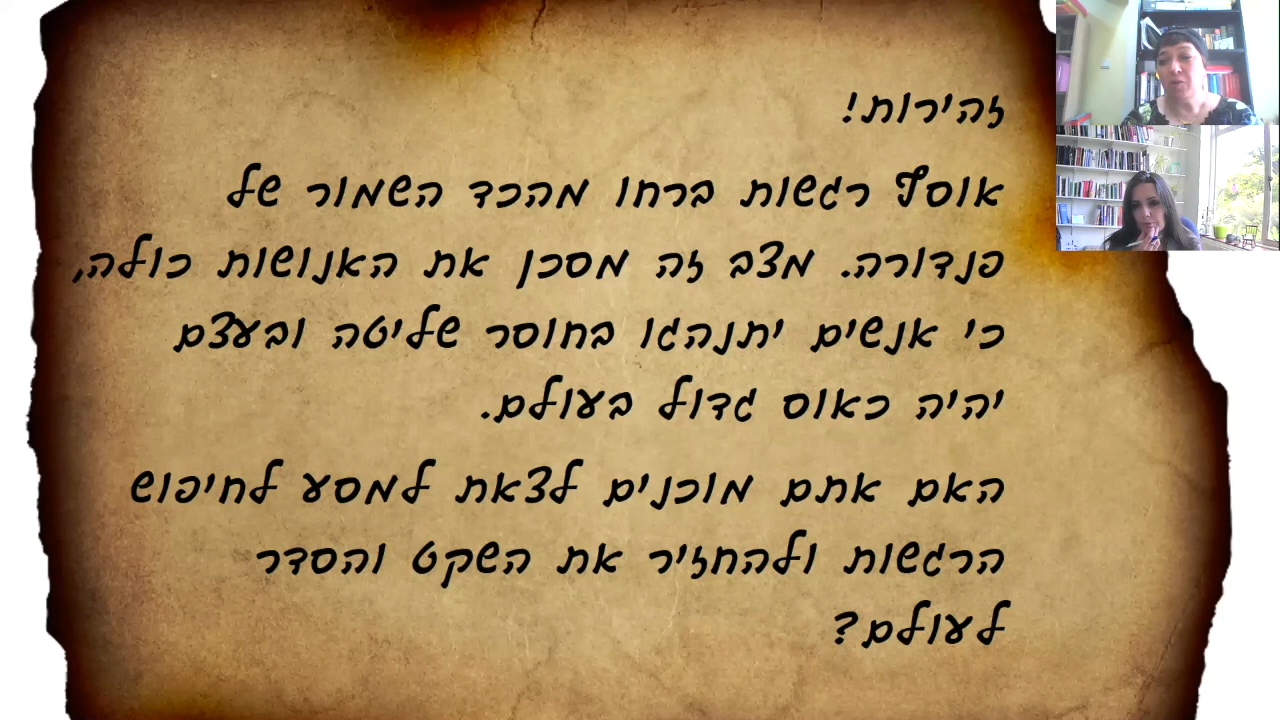 זהירות!
אוסף רגשות ברחו מהכד השמור של
פנדורה. מצב זה מסכן את האנושות כולה,
כי אנשים יתנהגו בחוסר שליטה ובעצם
יהיה כאוס גדול בעולם.
האם אתם מוכנים לצאת למסע לחיפוש
הרגשות ולהחזיר את השקט והסדר
לעולם?